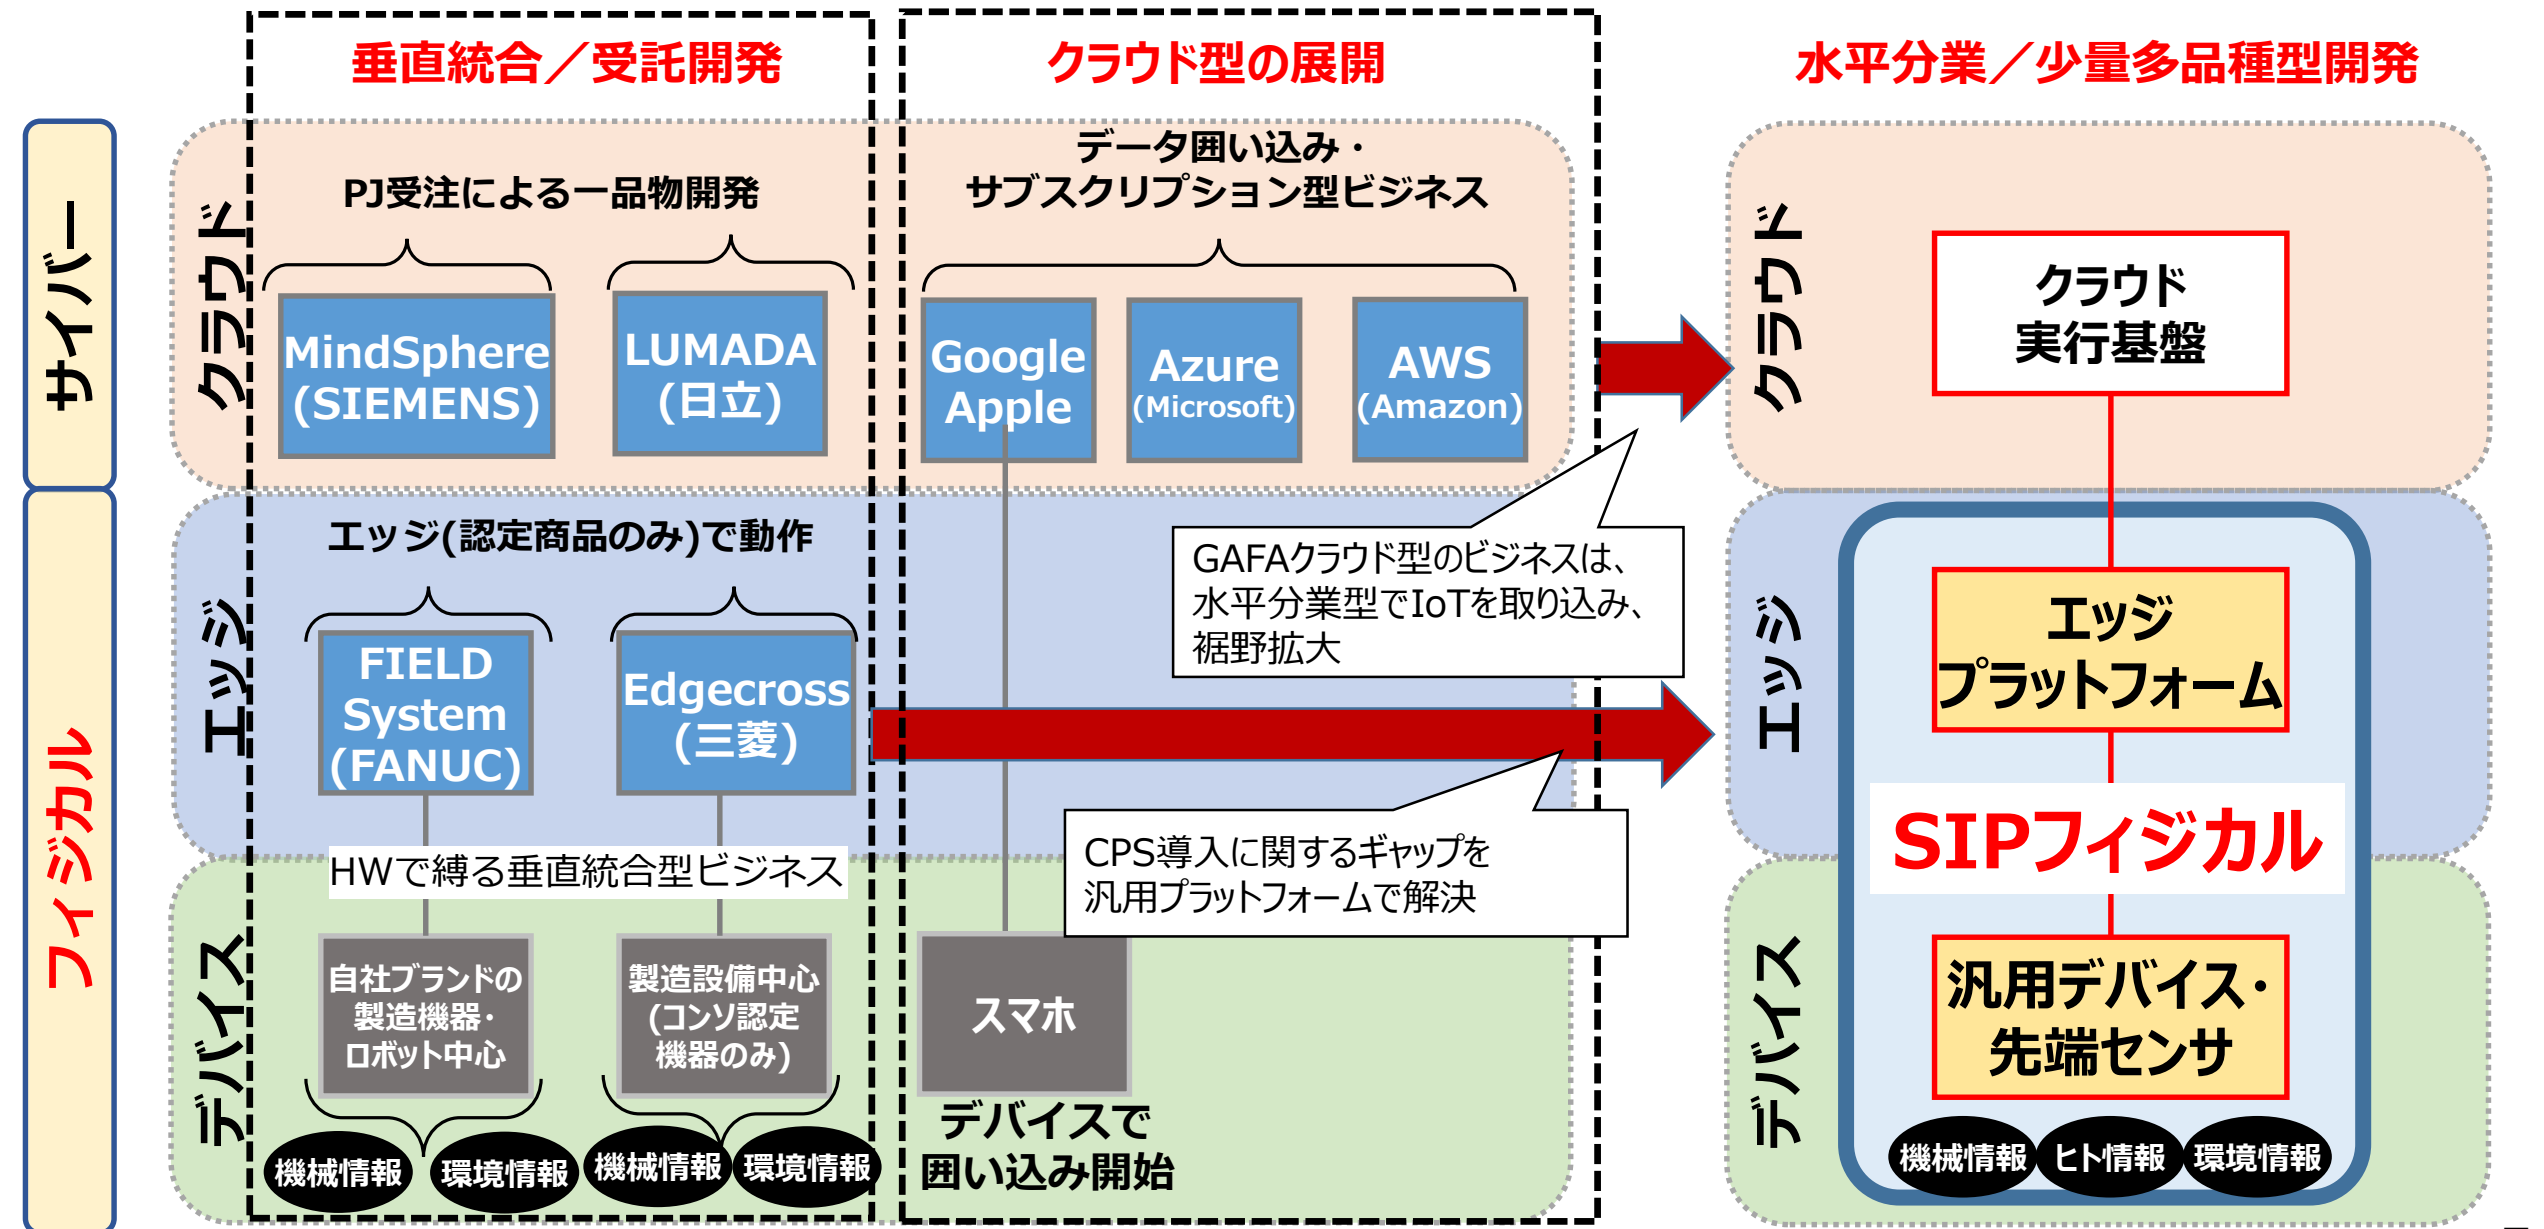 垂直統合／受託開発
クラウド型の展開
水平分業／少量多品種型開発
サイバー
フィジカル
クラウド
PJ受注による一品物開発
データ囲い込み・
サブスクリプション型ビジネス
MindSphere
(SIEMENS)
LUMADA
(日立)
Google
Apple
Azure
(Microsoft)
AWS
(Amazon)
エッジ
エッジ(認定商品のみ)で動作
FIELD
System
(FANUC)
Edgecross
(三菱)
GAFAクラウド型のビジネスは、
水平分業型でIoTを取り込み、
裾野拡大
CPS導入に関するギャップを
汎用プラットフォームで解決
HWで縛る垂直統合型ビジネス
デバイス
自社ブランドの
製造機器・
ロボット中心
製造設備中心
(コンソ認定
機器のみ)
スマホ
デバイスで
囲い込み開始
機械情報
環境情報
機械情報
環境情報
クラウド
クラウド
実行基盤
エッジ
エッジ
プラットフォーム
SIPフィジカル
デバイス
汎用デバイス・
先端センサ
機械情報
ヒト情報
環境情報